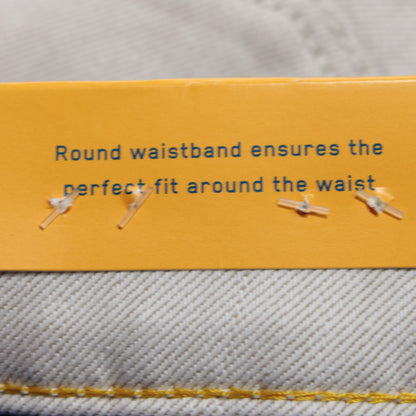 Round waistband ensures the
perfect fit around the waist